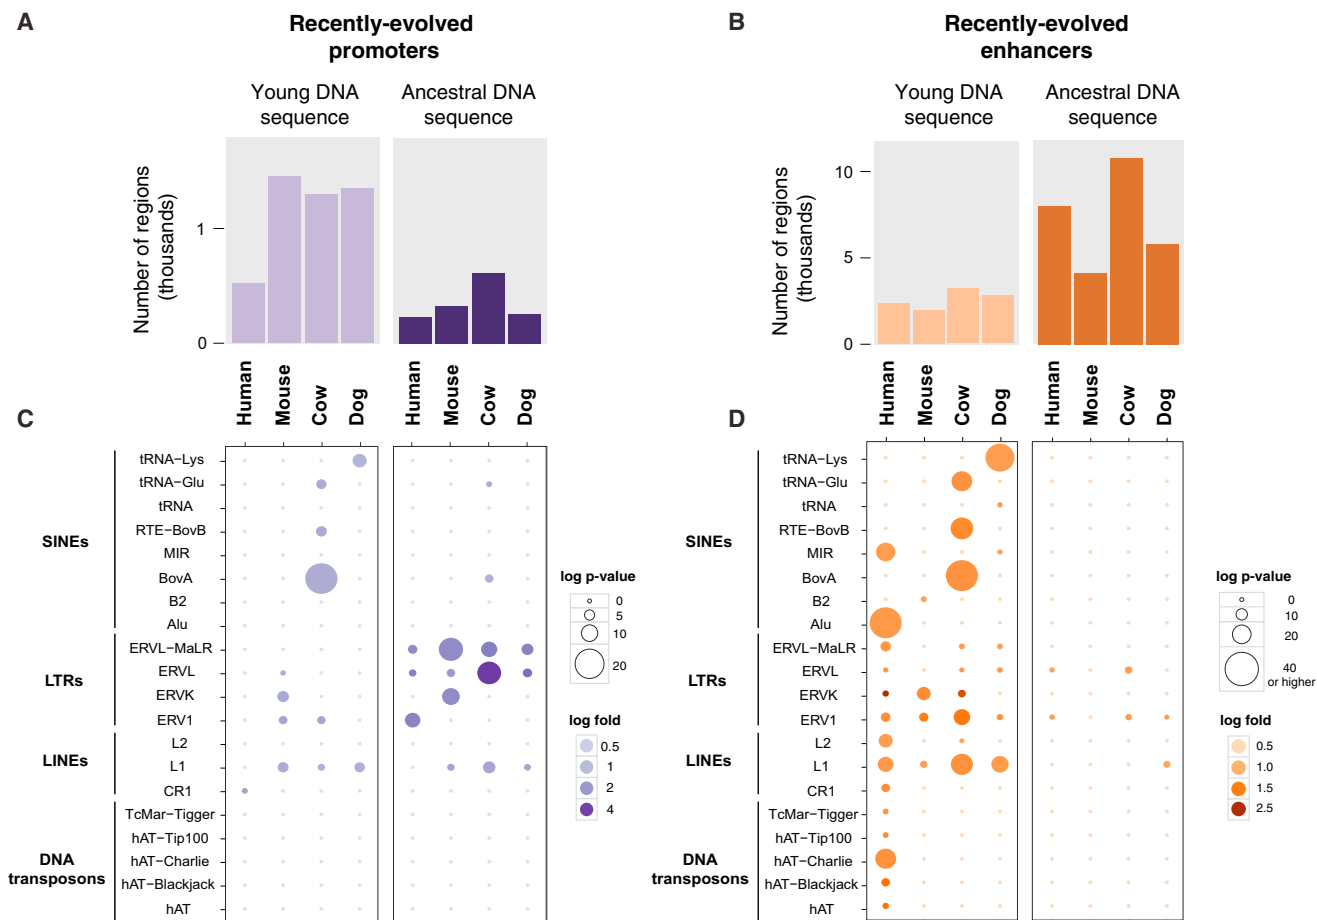 A
Recently-evolved
promoters
Young DNA
sequence
Ancestral DNA
sequence
Number of regions
(thousands)
1
0
Human
Mouse
Cow
Dog
Human
Mouse
Cow
Dog
B
Recently-evolved
enhancers
Young DNA
sequence
Ancestral DNA
sequence
Number of regions
(thousands)
10
5
0
Human
Mouse
Cow
Dog
Human
Mouse
Cow
Dog
C
SINEs
tRNA−Lys
tRNA−Glu
tRNA
RTE−BovB
MIR
BovA
B2
Alu
LTRs
ERVL−MaLR
ERVL
ERVK
ERV1
LINEs
L2
L1
CR1
DNA
transposons
TcMar−Tigger
hAT−Tip100
hAT−Charlie
hAT−Blackjack
hAT
log p-value
0
5
10
20
log fold
0.5
1
2
4
D
SINEs
tRNA−Lys
tRNA−Glu
tRNA
RTE−BovB
MIR
BovA
B2
Alu
LTRs
ERVL−MaLR
ERVL
ERVK
ERV1
LINEs
L2
L1
CR1
DNA
transposons
TcMar−Tigger
hAT−Tip100
hAT−Charlie
hAT−Blackjack
hAT
log p-value
0
10
20
40
or higher
log fold
0.5
1.0
1.5
2.5